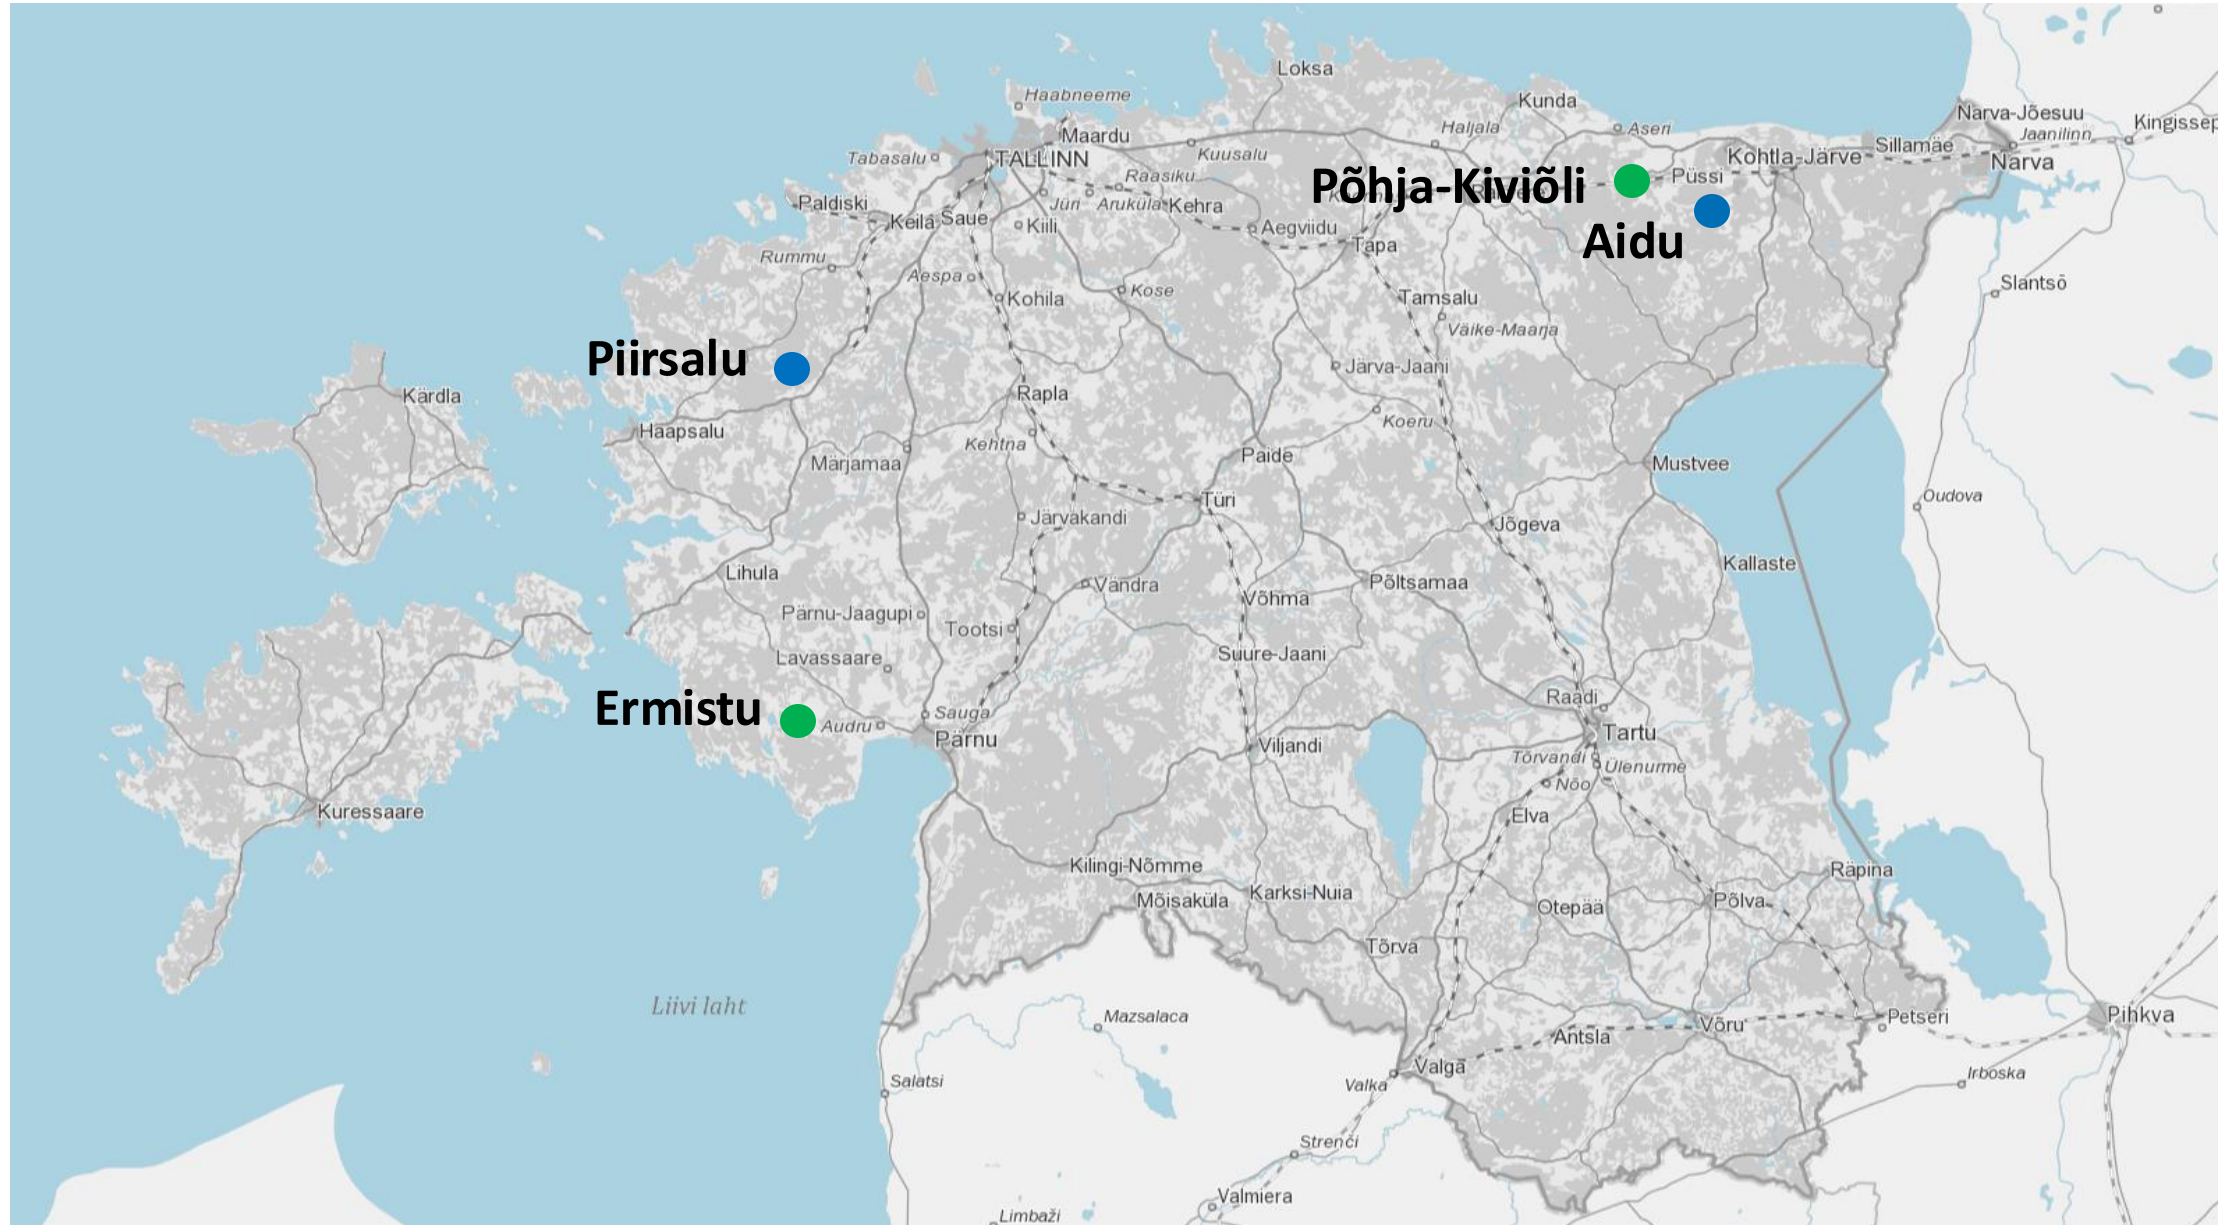 Loksa
Haabneeme
Kunda
Narva-Jõesuu
Kingissep
Maardu
Haljala
Aseri
Jaanilinn
TALLINN
Tabasalu
Kuusalu
Kohtla-Järve
Sillamäe
Narva
Raasiku
Põhja-Kiviõli
Püssi
Paldiski
Jüri
Aruküla
Kehra
Keila
Saue
Kiili
Aegviidu
Tapa
Aidu
Rummu
Aespa
Kose
Slantsõ
Kohila
Tamsalu
Väike-Maarja
Piirsalu
Järva-Jaani
Kärdla
Rapla
Koeru
Haapsalu
Kehtna
Märjamaa
Paide
Mustvee
Türi
Oudova
Järvakandi
Jõgeva
Kallaste
Lihula
Vändra
Põltsamaa
Võhma
Pärnu-Jaagupi
Tootsi
Lavassaare
Suure-Jaani
Raadi
Ermistu
Audru
Sauga
Pärnu
Tartu
Viljandi
Tõrvandi
Ülenurme
Nõo
Kuressaare
Elva
Kilingi-Nõmme
Räpina
Mõisaküla
Karksi-Nuia
Otepää
Põlva
Tõrva
Liivi laht
Mazsalaca
Võru
Petseri
Pihkva
Antsla
Valga
Salatsi
Valka
Irboska
Strenči
Valmiera
Limbaži